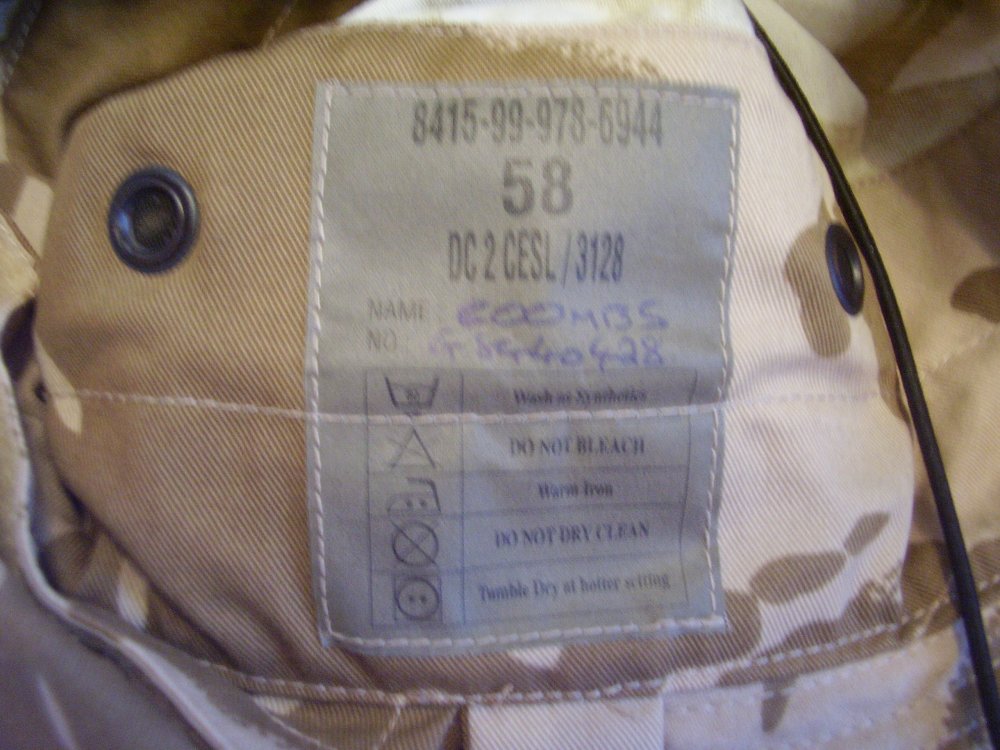 8415-99-978-6944
58
DC 2 CESL / 3128
NAME: COOMBS
NO:
Wash as Synthetics
DO NOT BLEACH
Warm Iron
DO NOT DRY CLEAN
Tumble Dry at hotter setting